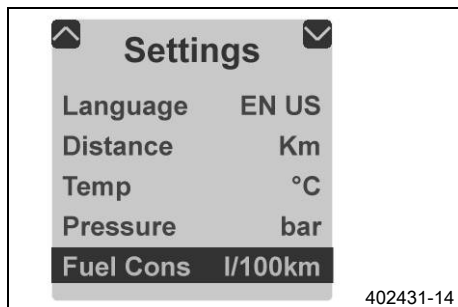 Settings
Language EN US
Distance Km
Temp °C
Pressure bar
Fuel Cons l/100km
402431-14